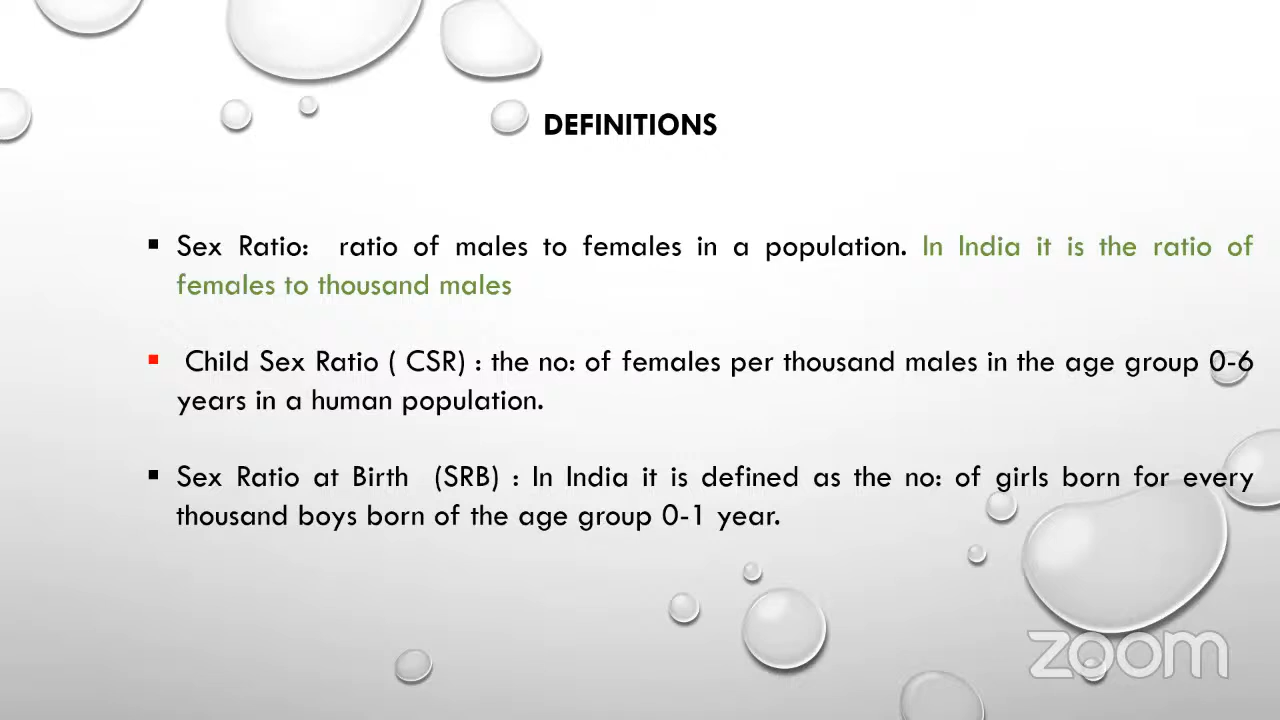 DEFINITIONS
▪ Sex Ratio: ratio of males to females in a population. In India it is the ratio of
females to thousand males
▪ Child Sex Ratio ( CSR) : the no: of females per thousand males in the age group 0-6
years in a human population.
▪ Sex Ratio at Birth (SRB) : In India it is defined as the no: of girls born for every
thousand boys born of the age group 0-1 year.
zoom